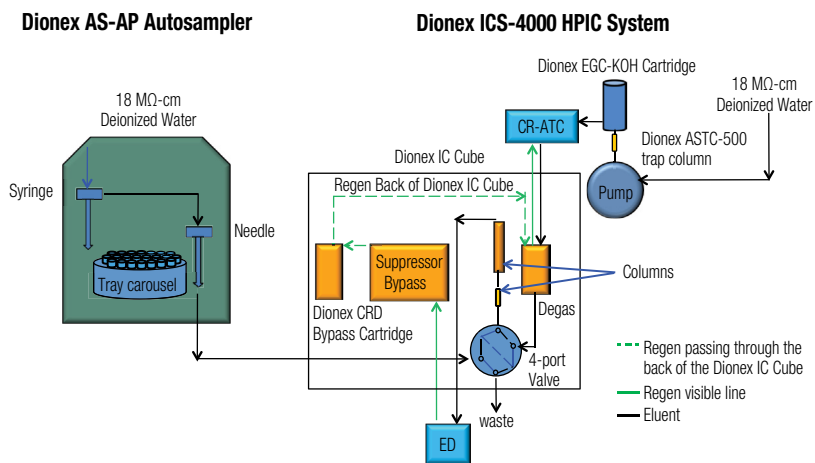 Dionex AS-AP Autosampler
Dionex ICS-4000 HPIC System
18 MΩ-cm
Deionized Water
Syringe
Needle
Tray carousel
Dionex EGC-KOH Cartridge
18 MΩ-cm
Deionized Water
CR-ATC
Dionex ASTC-500
trap column
Pump
Dionex IC Cube
Regen Back of Dionex IC Cube
Suppressor
Bypass
Columns
Degas
Dionex CRD
Bypass Cartridge
4-port
Valve
waste
ED
Regen passing through the
back of the Dionex IC Cube
Regen visible line
Eluent